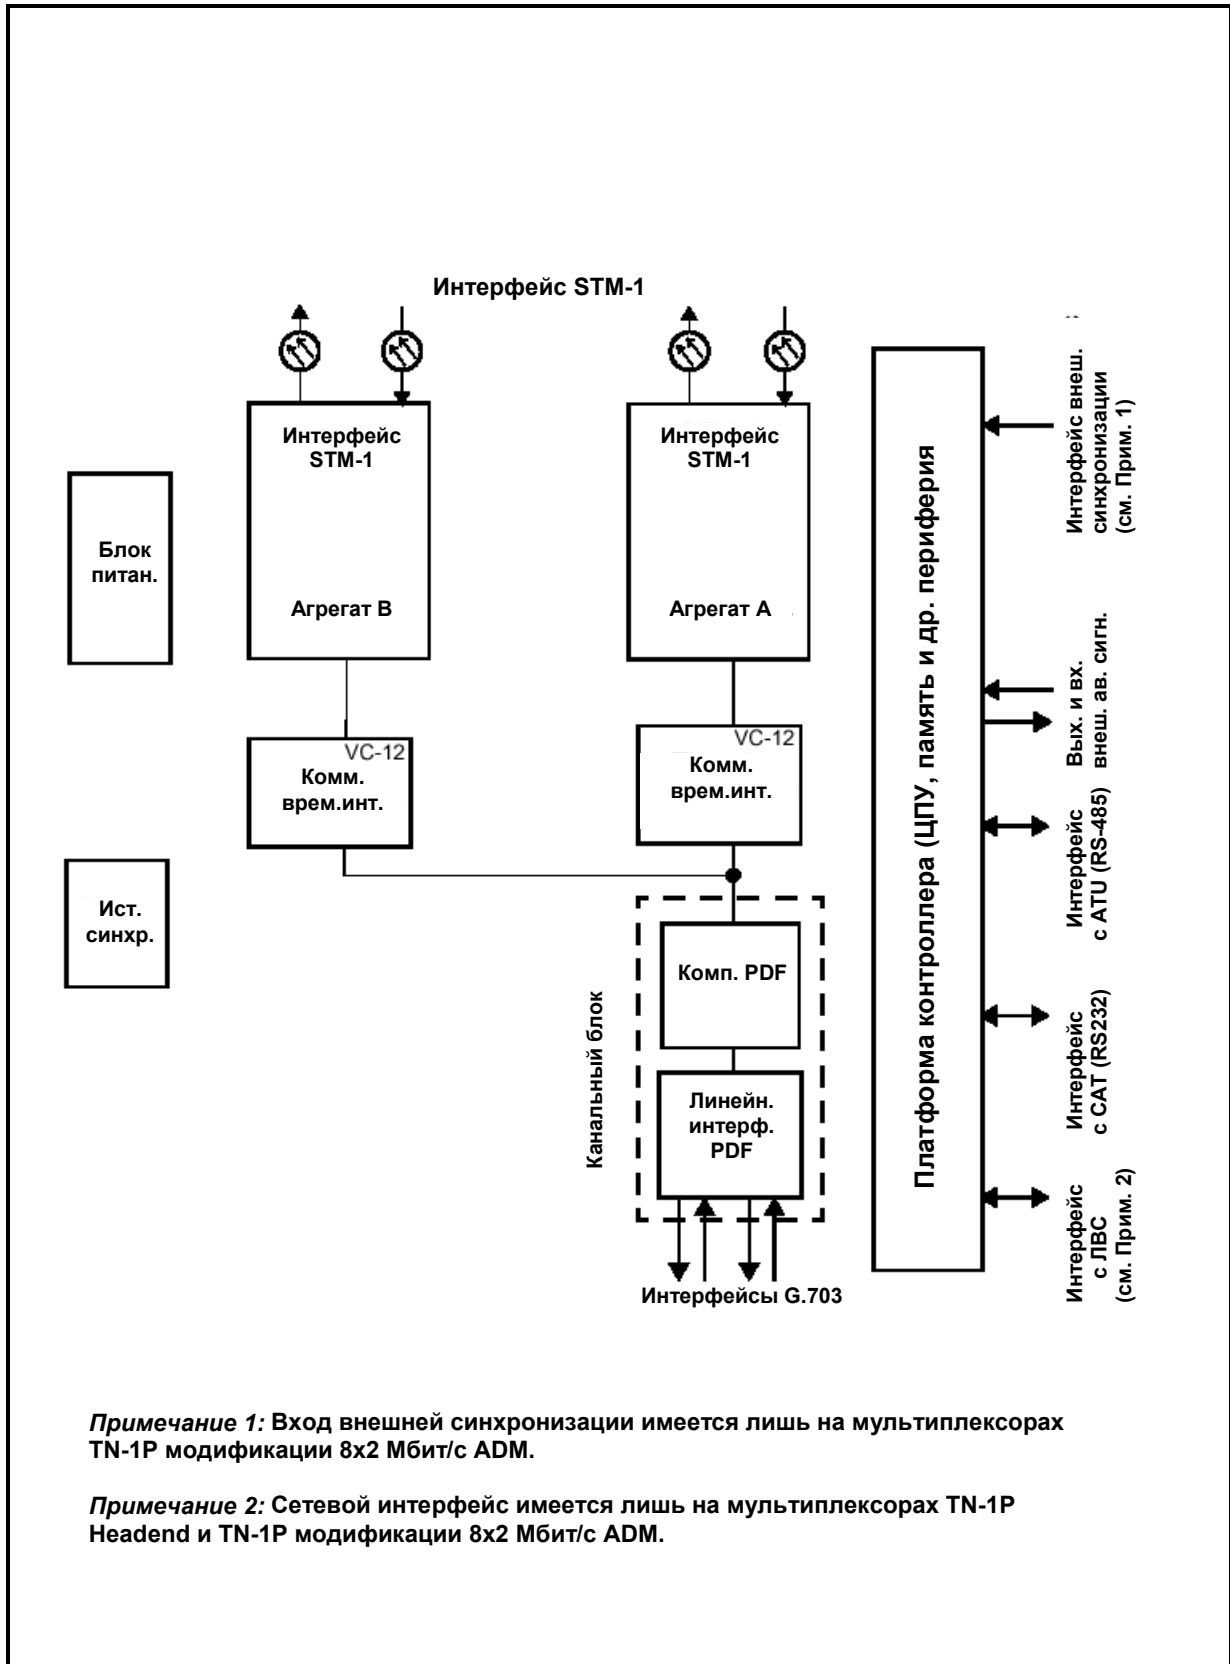 Интерфейс STM-1
Интерфейс
STM-1
Агрегат B
Интерфейс
STM-1
Агрегат A
Блок
питан.
VC-12
Комм.
врем.инт.
VC-12
Комм.
врем.инт.
Ист.
синхр.
Канальный блок
Комп. PDF
Линейн.
интерф.
PDF
Интерфейсы G.703
Платформа контроллера (ЦПУ, память и др. периферия
Интерфейс внеш.
синхронизации
(см. Прим. 1)
Вых. и вх.
внеш. ав. сигн.
Интерфейс
с ATU (RS-485)
Интерфейс
с CAT (RS232)
Интерфейс
с ЛВС
(см. Прим. 2)
Примечание 1: Вход внешней синхронизации имеется лишь на мультиплексорах
TN-1P модификации 8x2 Мбит/с ADM.
Примечание 2: Сетевой интерфейс имеется лишь на мультиплексорах TN-1P
Headend и TN-1P модификации 8x2 Мбит/с ADM.